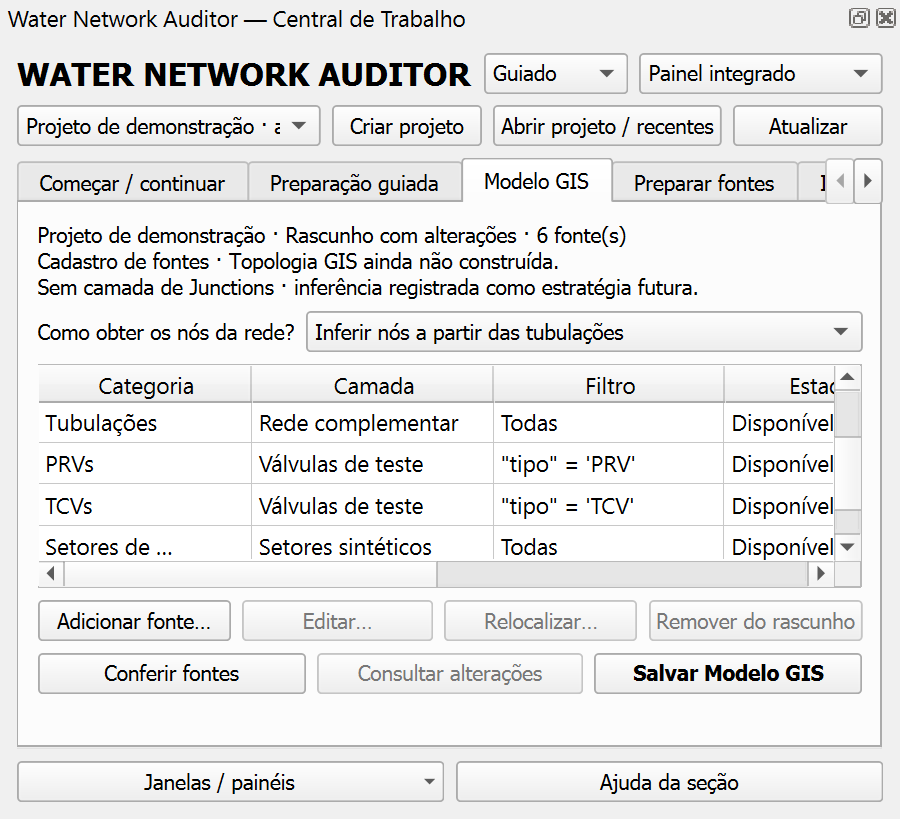 Water Network Auditor — Central de Trabalho
WATER NETWORK AUDITOR Guiado Painel integrado
Projeto de demonstração · Criar projeto Abrir projeto / recentes Atualizar
Começar / continuar Preparação guiada Modelo GIS Preparar fontes
Projeto de demonstração · Rascunho com alterações · 6 fonte(s)
Cadastro de fontes · Topologia GIS ainda não construída.
Sem camada de Junctions · inferência registrada como estratégia futura.
Como obter os nós da rede? Inferir nós a partir das tubulações
Categoria Camada Filtro
Tubulações Rede complementar Todas Disponível
PRVs Válvulas de teste "tipo" = 'PRV' Disponível
TCVs Válvulas de teste "tipo" = 'TCV' Disponível
Setores de ... Setores sintéticos Todas Disponível
Adicionar fonte... Editar... Relocalizar... Remover do rascunho
Conferir fontes Consultar alterações Salvar Modelo GIS
Janelas / painéis Ajuda da seção